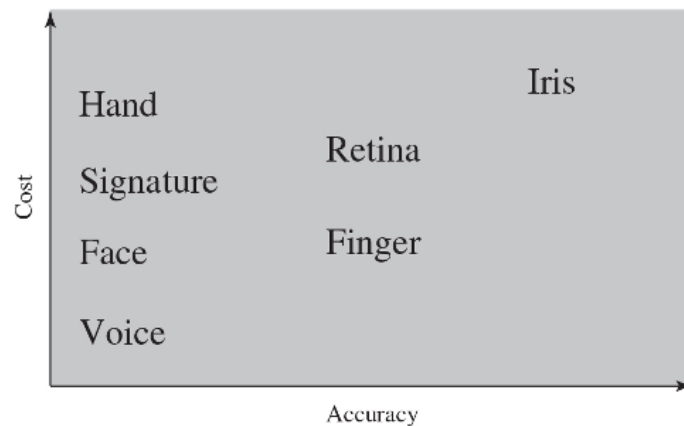 Iris
Hand
Retina
Signature
Finger
Face
Voice
Cost
Accuracy